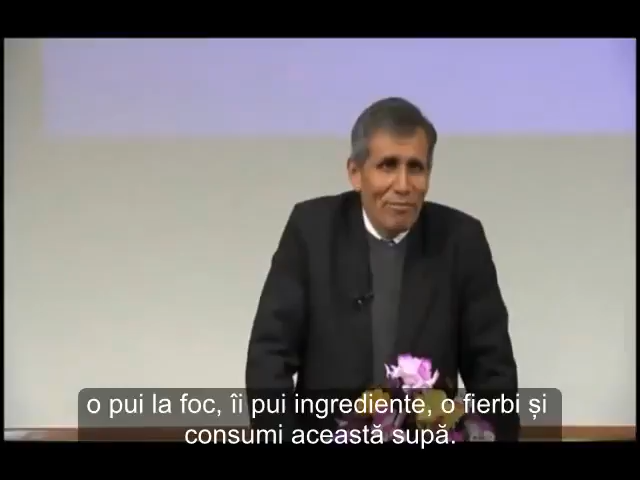 o pui la foc, îi pui ingrediente, o fierbi și
consumi această supă.